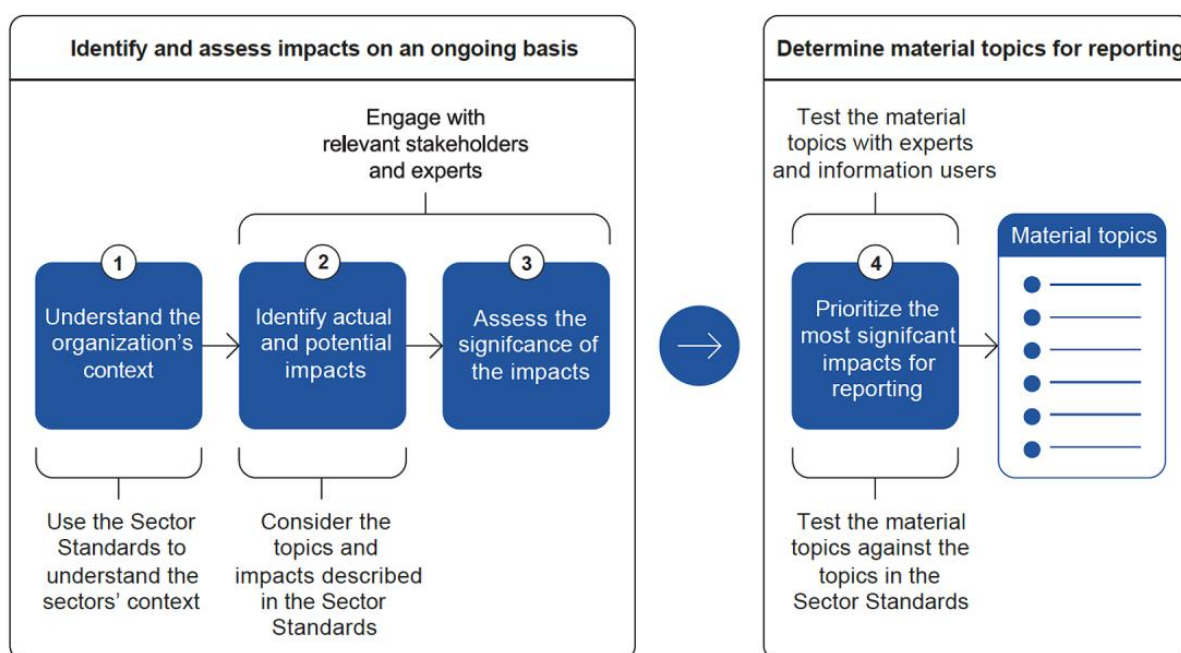 Identify and assess impacts on an ongoing basis
Engage with
relevant stakeholders
and experts
1
Understand the
organization's
context
2
Identify actual
and potential
impacts
3
Assess the
signifcance of
the impacts
Use the Sector
Standards to
understand the
sectors' context
Consider the
topics and
impacts described
in the Sector
Standards
Determine material topics for reporting
Test the material
topics with experts
and information users
4
Prioritize the
most signifcant
impacts for
reporting
Material topics
Test the material
topics against the
topics in the
Sector Standards